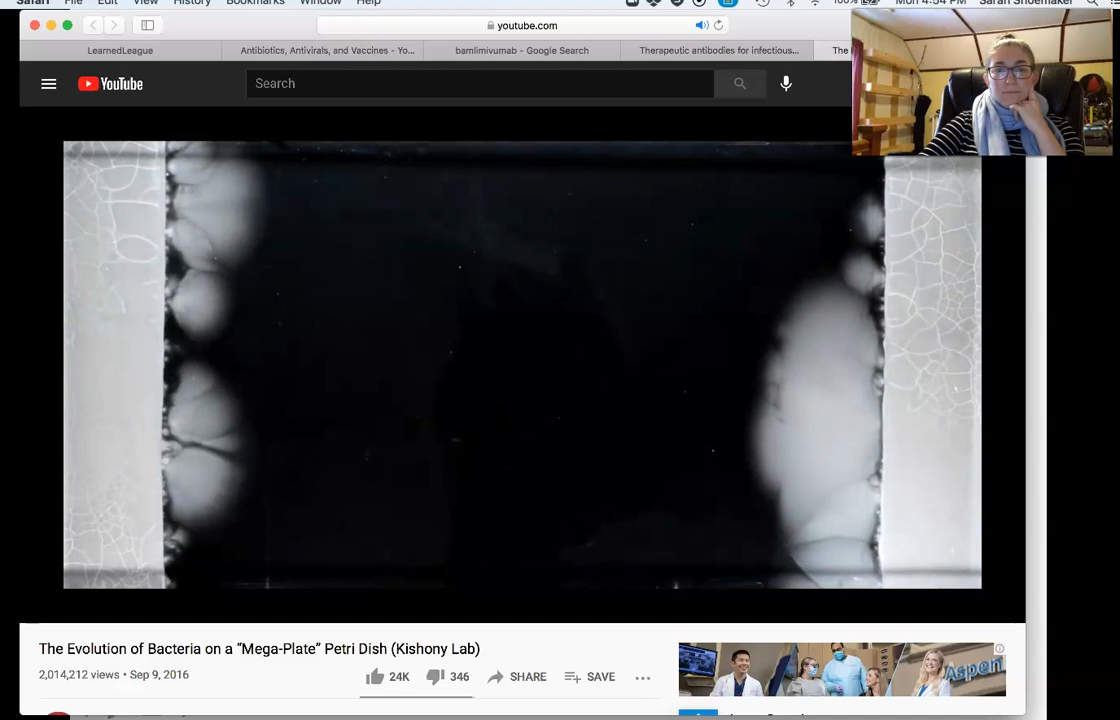 Safari File Edit View History Bookmarks Window Help 100% Mon 4:54 PM Sarah Shoemaker
youtube.com
LearnedLeague Antibiotics, Antivirals, and Vaccines - Yo... bamlimivumab - Google Search Therapeutic antibodies for infectious... The
YouTube Search
The Evolution of Bacteria on a “Mega-Plate” Petri Dish (Kishony Lab)
2,014,212 views • Sep 9, 2016 24K 346 SHARE SAVE
Aspen